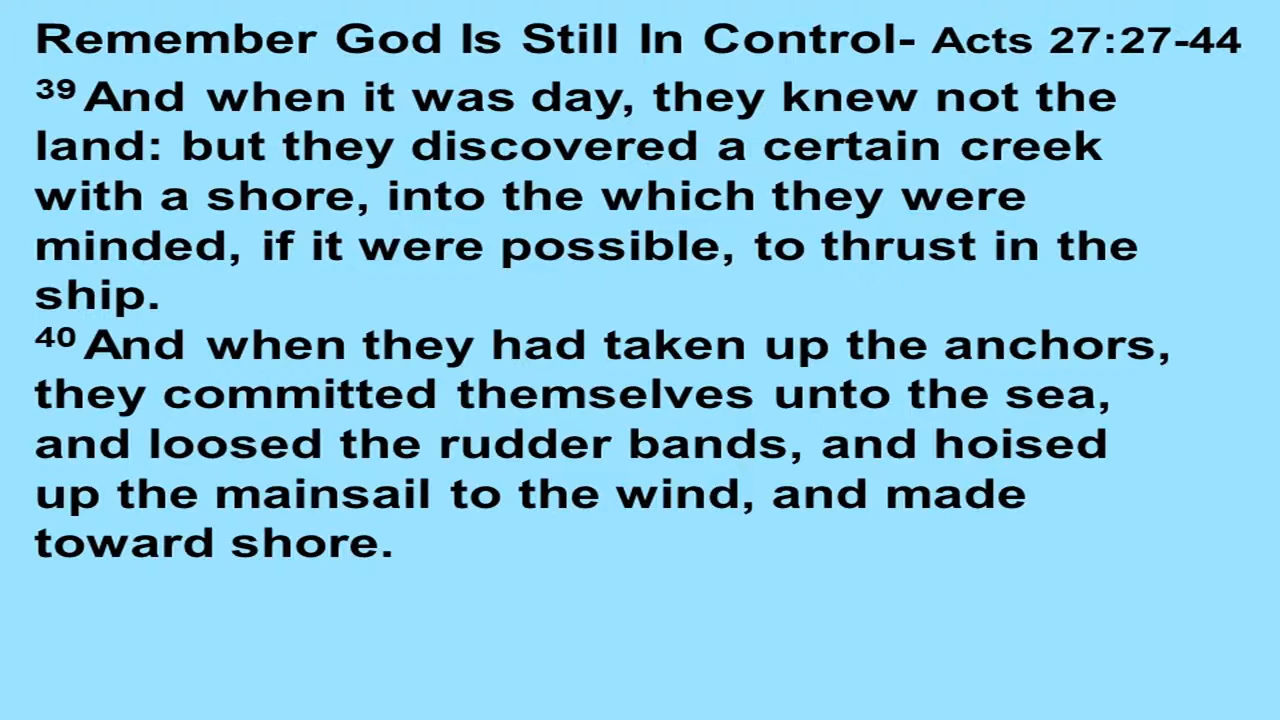 Remember God Is Still In Control- Acts 27:27-44
39 And when it was day, they knew not the
land: but they discovered a certain creek
with a shore, into the which they were
minded, if it were possible, to thrust in the
ship.
40 And when they had taken up the anchors,
they committed themselves unto the sea,
and loosed the rudder bands, and hoised
up the mainsail to the wind, and made
toward shore.